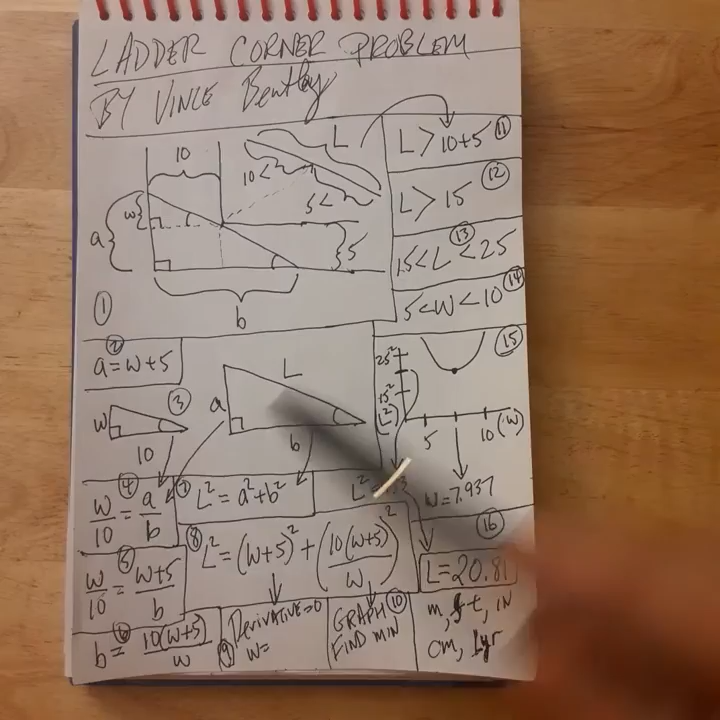 LADDER CORNER PROBLEM
BY VINCE Bentley
10
L
10<
5<
w
a
5
b
①
L > 10+5 ⑪
L > 15 ⑫
15<L<25 ⑬
5<W<10 ⑭
② a = w+5
W
10
③
a
L
b
25²
15²
(L²)
5
10 (W)
⑮
W=7.937
④ W/10 = a/b
⑦ L² = a²+b²
⑤ W/10 = W+5/b
⑧ L² = (W+5)² + (10(W+5)/W)²
⑯
L=20.81
m, ft, in
cm, lyr
⑥ b = 10(W+5)/W
⑨ Derivative=0
W=
GRAPH ⑩
FIND MIN